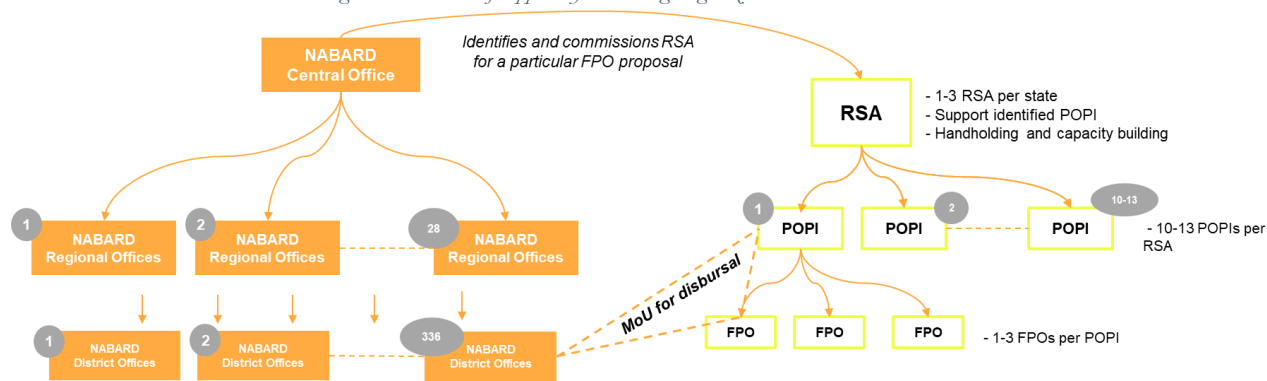 NABARD
Central Office
Identifies and commissions RSA
for a particular FPO proposal
RSA
- 1-3 RSA per state
- Support identified POPI
- Handholding and capacity building
1
NABARD
Regional Offices
2
NABARD
Regional Offices
28
NABARD
Regional Offices
1
POPI
2
POPI
10-13
POPI
- 10-13 POPIs per
RSA
MoU for disbursal
1
NABARD
District Offices
2
NABARD
District Offices
336
NABARD
District Offices
FPO
FPO
FPO
- 1-3 FPOs per POPI